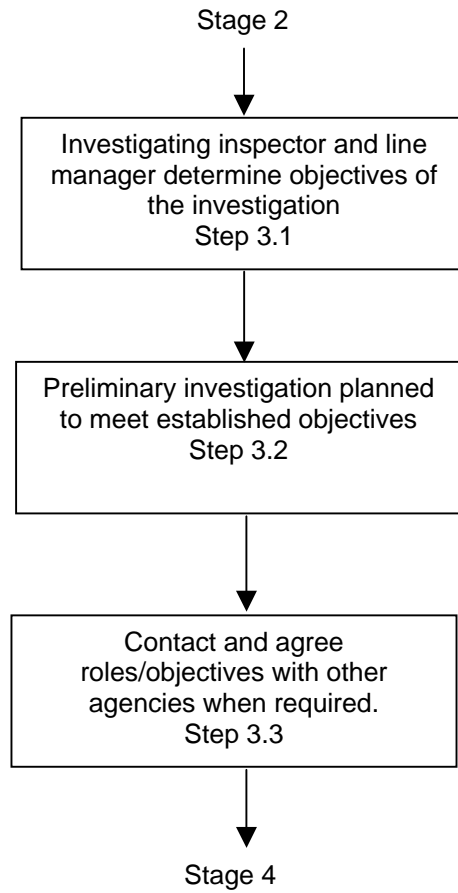 Stage 2
Investigating inspector and line
manager determine objectives of
the investigation
Step 3.1
Preliminary investigation planned
to meet established objectives
Step 3.2
Contact and agree
roles/objectives with other
agencies when required.
Step 3.3
Stage 4